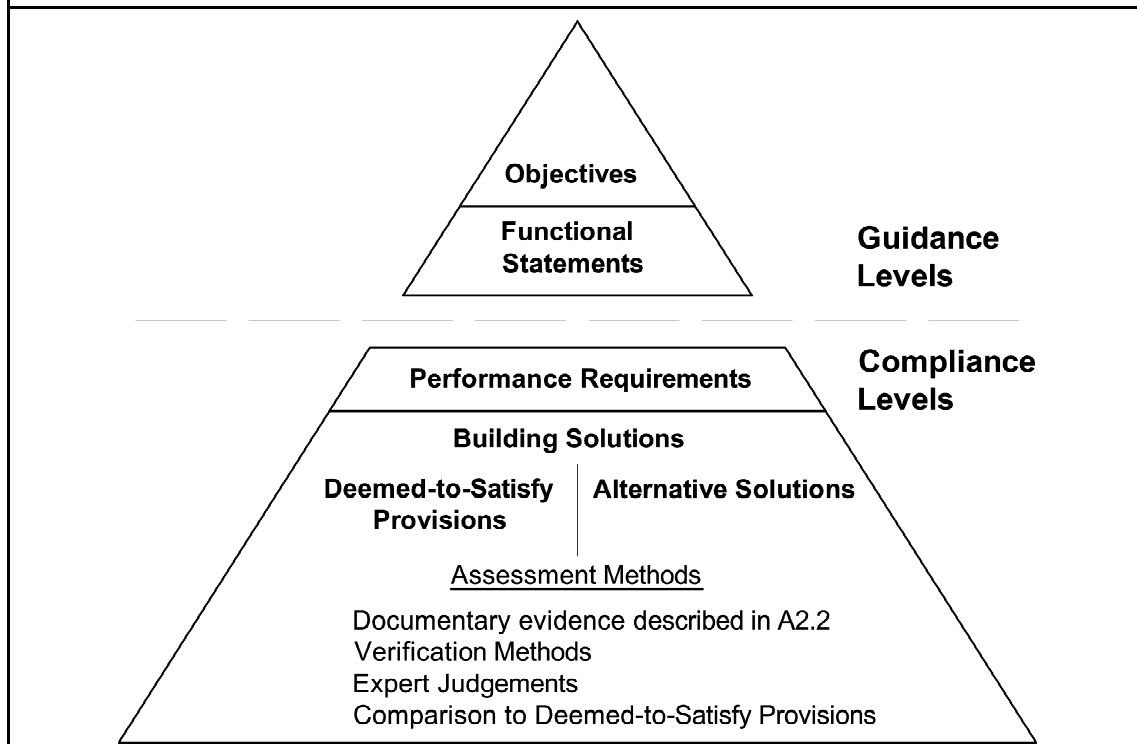 Objectives
Functional
Statements
Guidance
Levels
Compliance
Levels
Performance Requirements
Building Solutions
Deemed-to-Satisfy
Provisions
Alternative Solutions
Assessment Methods
Documentary evidence described in A2.2
Verification Methods
Expert Judgements
Comparison to Deemed-to-Satisfy Provisions